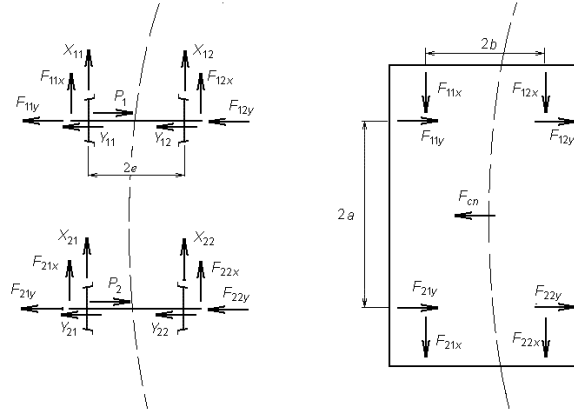 X11 X12
F11x F12x
F11y P1 F12y
Y11 Y12
2e
X21 X22
F21x F22x
F21y P2 F22y
Y21 Y22
2b
F11x F12x
F11y F12y
Fcn
2a
F21y F22y
F21x F22x